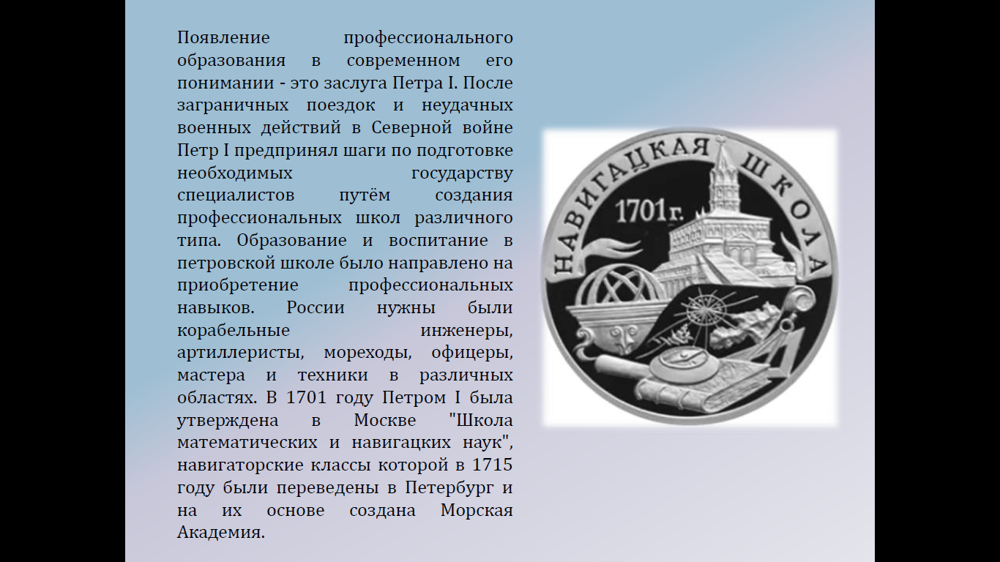 Появление профессионального
образования в современном его
понимании - это заслуга Петра I. После
заграничных поездок и неудачных
военных действий в Северной войне
Петр I предпринял шаги по подготовке
необходимых государству
специалистов путём создания
профессиональных школ различного
типа. Образование и воспитание в
петровской школе было направлено на
приобретение профессиональных
навыков. России нужны были
корабельные инженеры,
артиллеристы, мореходы, офицеры,
мастера и техники в различных
областях. В 1701 году Петром I была
утверждена в Москве "Школа
математических и навигацких наук",
навигаторские классы которой в 1715
году были переведены в Петербург и
на их основе создана Морская
Академия.
НАВИГАЦКАЯ ШКОЛА
1701 г.